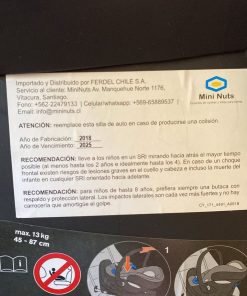 Importado y Distribuido por FERDEL CHILE S.A.
Servicio al cliente: MiniNuts Av. Manquehue Norte 1176,
Vitacura, Santiago.
Fono: +562-22479133 | Celular/whatsapp: +569-65889537
Email: info@mininuts.cl
Mini Nuts
ATENCIÓN: reemplace esta silla de auto en caso de producirse una colisión.
Año de Fabricación: 2018
Año de Vencimiento: 2025
RECOMENDACIÓN: lleve a los niños en un SRI mirando hacia atrás el mayor tiempo
posible (al menos hasta los 2 años e idealmente hasta los 4). En caso de un choque
frontal existen riesgos de lesiones graves en el cuello y cabeza e incluso la muerte del
infante en cualquier SRI orientado hacia adelante.
RECOMENDACIÓN: para niños de hasta 8 años, prefiera siempre una butaca con
respaldo y protección lateral. Los impactos laterales son cada vez más fuertes y no hay
carrocería que amortigüe el golpe.
max. 13 kg
45 - 87 cm
1